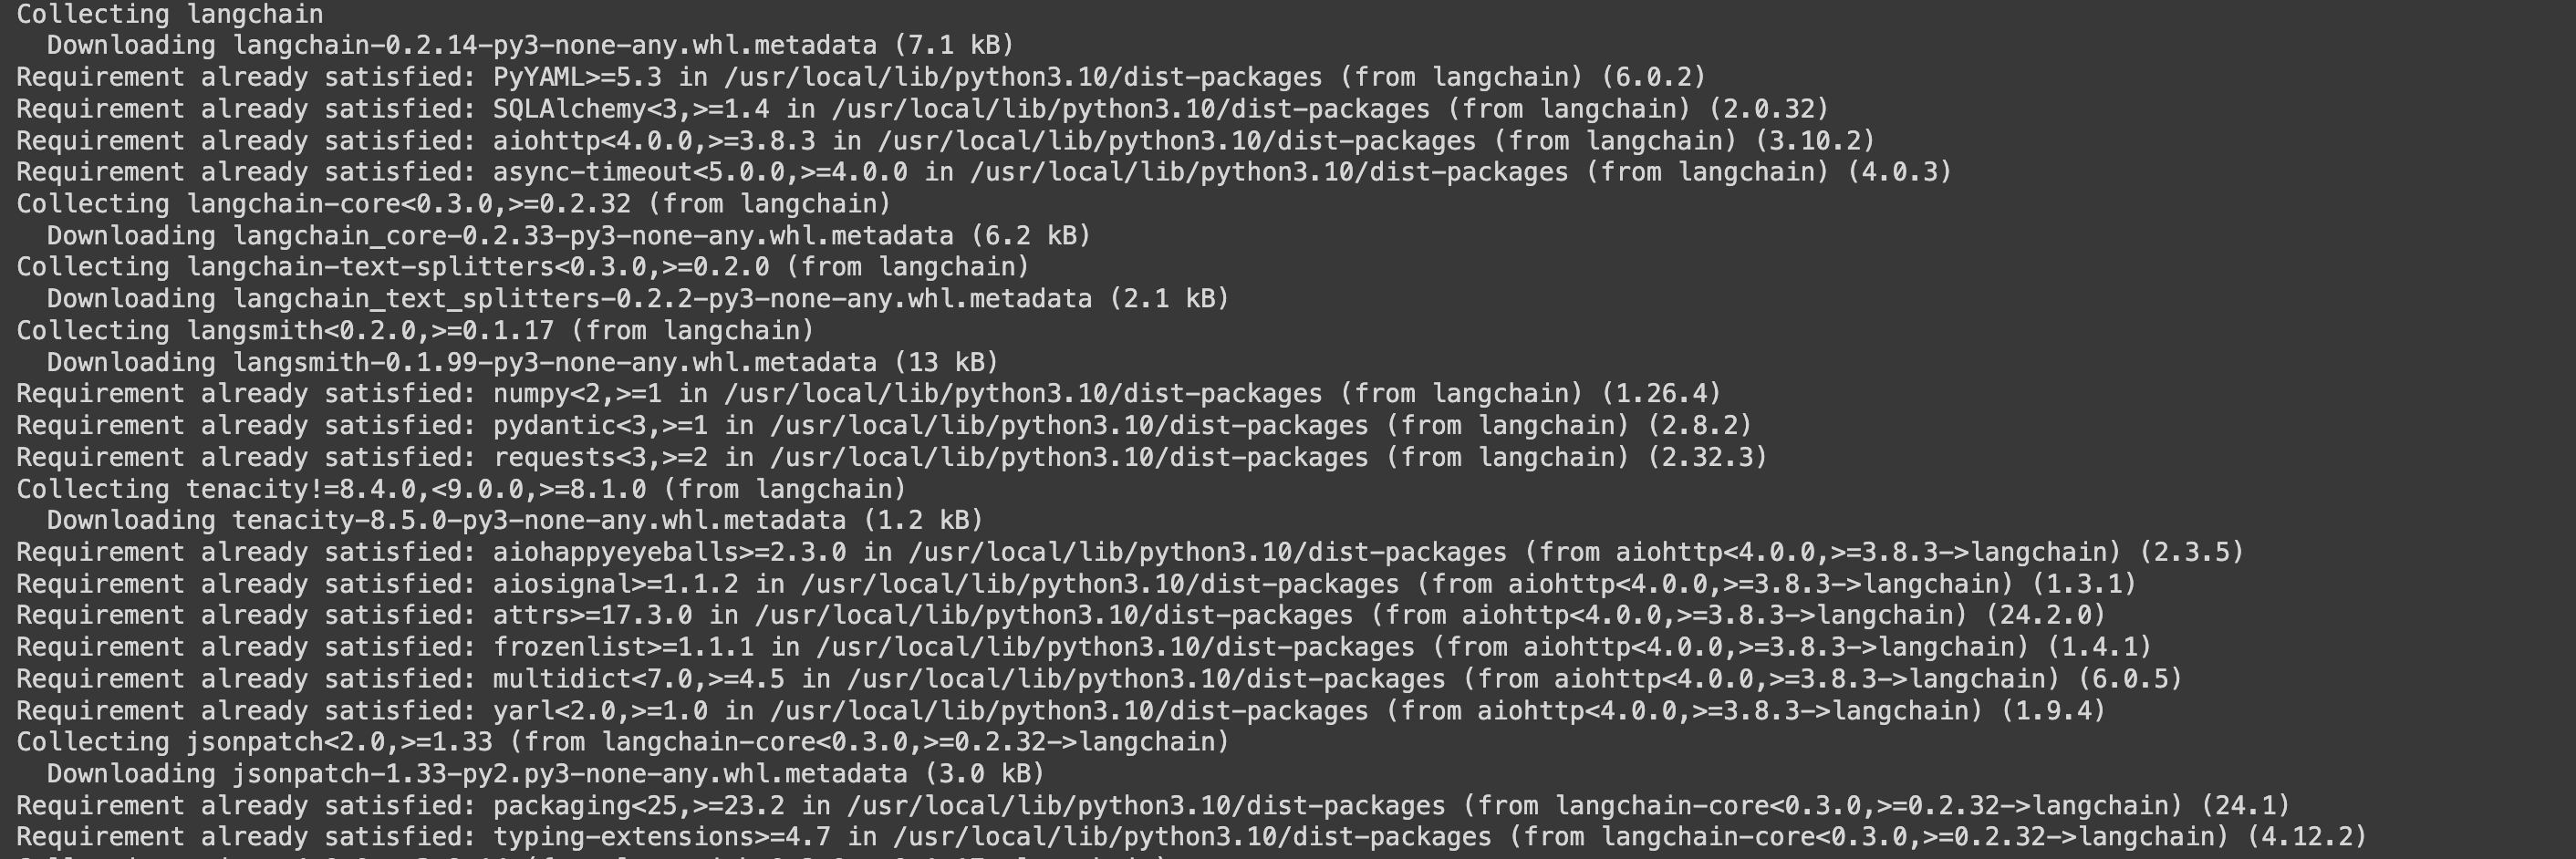 Collecting langchain
Downloading langchain-0.2.14-py3-none-any.whl.metadata (7.1 kB)
Requirement already satisfied: PyYAML>=5.3 in /usr/local/lib/python3.10/dist-packages (from langchain) (6.0.2)
Requirement already satisfied: SQLAlchemy<3,>=1.4 in /usr/local/lib/python3.10/dist-packages (from langchain) (2.0.32)
Requirement already satisfied: aiohttp<4.0.0,>=3.8.3 in /usr/local/lib/python3.10/dist-packages (from langchain) (3.10.2)
Requirement already satisfied: async-timeout<5.0.0,>=4.0.0 in /usr/local/lib/python3.10/dist-packages (from langchain) (4.0.3)
Collecting langchain-core<0.3.0,>=0.2.32 (from langchain)
Downloading langchain_core-0.2.33-py3-none-any.whl.metadata (6.2 kB)
Collecting langchain-text-splitters<0.3.0,>=0.2.0 (from langchain)
Downloading langchain_text_splitters-0.2.2-py3-none-any.whl.metadata (2.1 kB)
Collecting langsmith<0.2.0,>=0.1.17 (from langchain)
Downloading langsmith-0.1.99-py3-none-any.whl.metadata (13 kB)
Requirement already satisfied: numpy<2,>=1 in /usr/local/lib/python3.10/dist-packages (from langchain) (1.26.4)
Requirement already satisfied: pydantic<3,>=1 in /usr/local/lib/python3.10/dist-packages (from langchain) (2.8.2)
Requirement already satisfied: requests<3,>=2 in /usr/local/lib/python3.10/dist-packages (from langchain) (2.32.3)
Collecting tenacity!=8.4.0,<9.0.0,>=8.1.0 (from langchain)
Downloading tenacity-8.5.0-py3-none-any.whl.metadata (1.2 kB)
Requirement already satisfied: aiohappyeyeballs>=2.3.0 in /usr/local/lib/python3.10/dist-packages (from aiohttp<4.0.0,>=3.8.3->langchain) (2.3.5)
Requirement already satisfied: aiosignal>=1.1.2 in /usr/local/lib/python3.10/dist-packages (from aiohttp<4.0.0,>=3.8.3->langchain) (1.3.1)
Requirement already satisfied: attrs>=17.3.0 in /usr/local/lib/python3.10/dist-packages (from aiohttp<4.0.0,>=3.8.3->langchain) (24.2.0)
Requirement already satisfied: frozenlist>=1.1.1 in /usr/local/lib/python3.10/dist-packages (from aiohttp<4.0.0,>=3.8.3->langchain) (1.4.1)
Requirement already satisfied: multidict<7.0,>=4.5 in /usr/local/lib/python3.10/dist-packages (from aiohttp<4.0.0,>=3.8.3->langchain) (6.0.5)
Requirement already satisfied: yarl<2.0,>=1.0 in /usr/local/lib/python3.10/dist-packages (from aiohttp<4.0.0,>=3.8.3->langchain) (1.9.4)
Collecting jsonpatch<2.0,>=1.33 (from langchain-core<0.3.0,>=0.2.32->langchain)
Downloading jsonpatch-1.33-py2.py3-none-any.whl.metadata (3.0 kB)
Requirement already satisfied: packaging<25,>=23.2 in /usr/local/lib/python3.10/dist-packages (from langchain-core<0.3.0,>=0.2.32->langchain) (24.1)
Requirement already satisfied: typing-extensions>=4.7 in /usr/local/lib/python3.10/dist-packages (from langchain-core<0.3.0,>=0.2.32->langchain) (4.12.2)